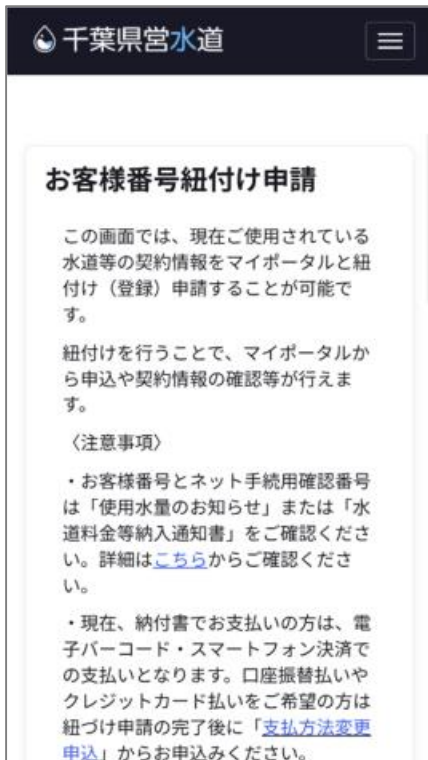 千葉県営水道
お客様番号紐付け申請
この画面では、現在ご使用されている
水道等の契約情報をマイポータルと紐
付け（登録）申請することが可能で
す。
紐付けを行うことで、マイポータルか
ら申込や契約情報の確認等が行えま
す。
〈注意事項〉
・お客様番号とネット手続用確認番号
は「使用水量のお知らせ」または「水
道料金等納入通知書」をご確認くださ
い。詳細はこちらからご確認くださ
い。
・現在、納付書でお支払いの方は、電
子バーコード・スマートフォン決済で
の支払いとなります。口座振替払いや
クレジットカード払いをご希望の方は
紐づけ申請の完了後に「支払方法変更
申込」からお申込みください。